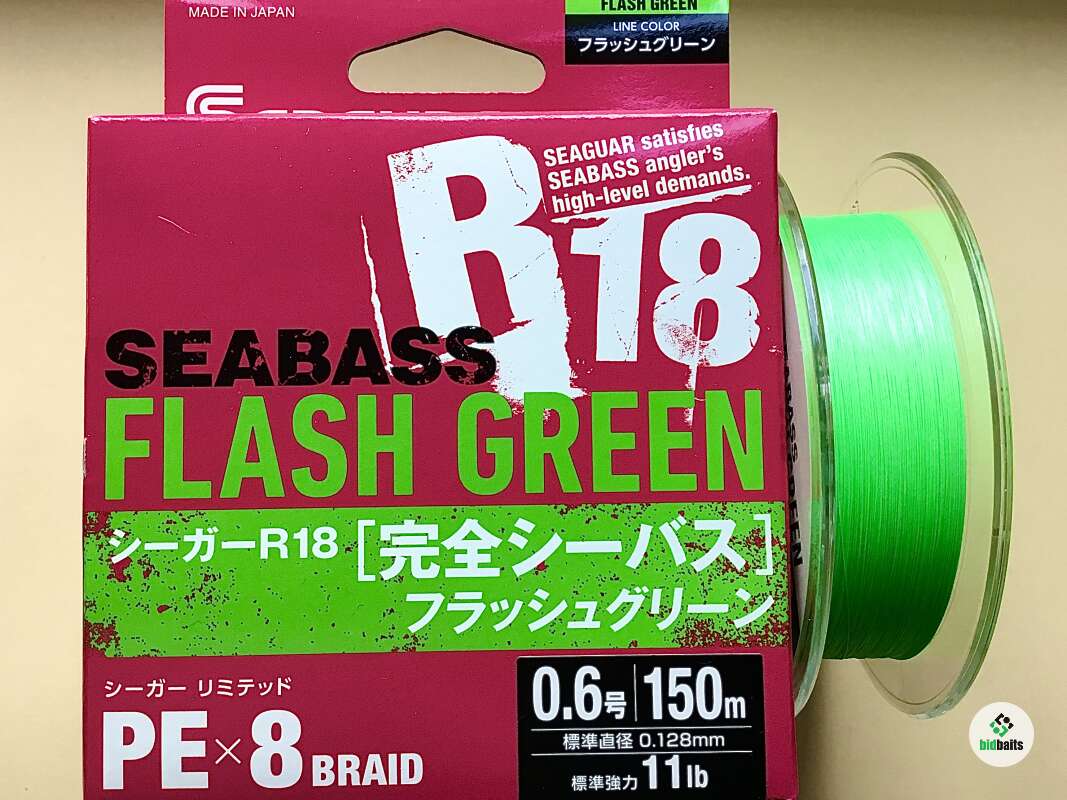 MADE IN JAPAN
FLASH GREEN
LINE COLOR
フラッシュグリーン
R18
SEAGUAR satisfies
SEABASS angler's
high-level demands.
SEABASS
FLASH GREEN
シーガーR18 [完全シーバス]
フラッシュグリーン
シーガー リミテッド
PE×8 BRAID
0.6号 150m
標準直径 0.128mm
標準強力 11lb
bidbaits